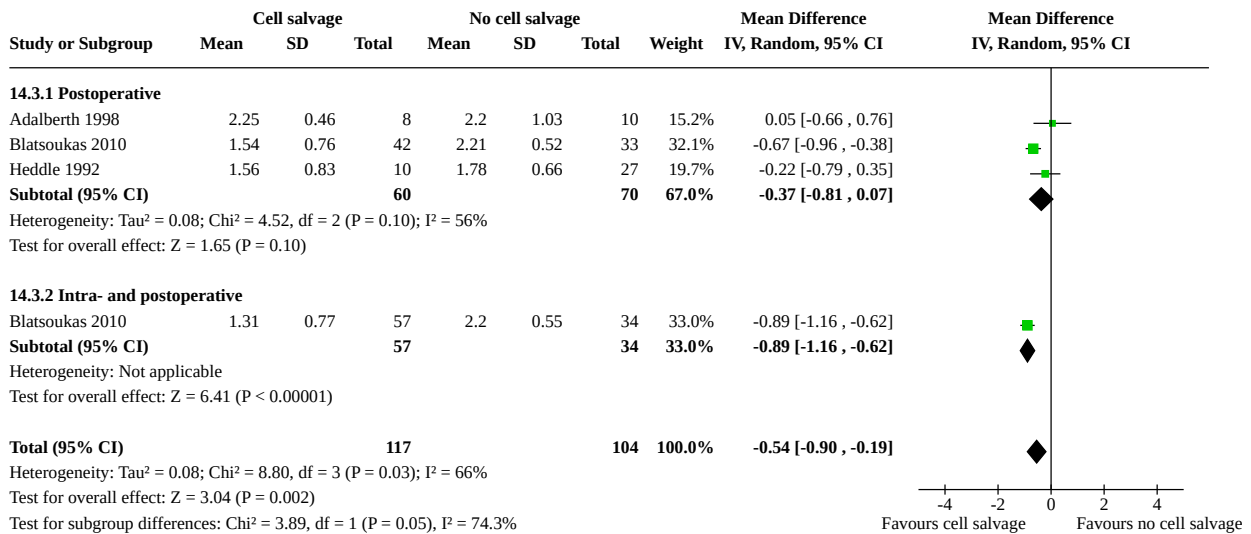 Cell salvage No cell salvage Mean Difference Mean Difference
Study or Subgroup Mean SD Total Mean SD Total Weight IV, Random, 95% CI IV, Random, 95% CI
14.3.1 Postoperative
Adalberth 1998 2.25 0.46 8 2.2 1.03 10 15.2% 0.05 [-0.66 , 0.76]
Blatsoukas 2010 1.54 0.76 42 2.21 0.52 33 32.1% -0.67 [-0.96 , -0.38]
Heddle 1992 1.56 0.83 10 1.78 0.66 27 19.7% -0.22 [-0.79 , 0.35]
Subtotal (95% CI) 60 70 67.0% -0.37 [-0.81 , 0.07]
Heterogeneity: Tau² = 0.08; Chi² = 4.52, df = 2 (P = 0.10); I² = 56%
Test for overall effect: Z = 1.65 (P = 0.10)
14.3.2 Intra- and postoperative
Blatsoukas 2010 1.31 0.77 57 2.2 0.55 34 33.0% -0.89 [-1.16 , -0.62]
Subtotal (95% CI) 57 34 33.0% -0.89 [-1.16 , -0.62]
Heterogeneity: Not applicable
Test for overall effect: Z = 6.41 (P < 0.00001)
Total (95% CI) 117 104 100.0% -0.54 [-0.90 , -0.19]
Heterogeneity: Tau² = 0.08; Chi² = 8.80, df = 3 (P = 0.03); I² = 66%
Test for overall effect: Z = 3.04 (P = 0.002)
-4 -2 0 2 4
Test for subgroup differences: Chi² = 3.89, df = 1 (P = 0.05), I² = 74.3% Favours cell salvage Favours no cell salvage